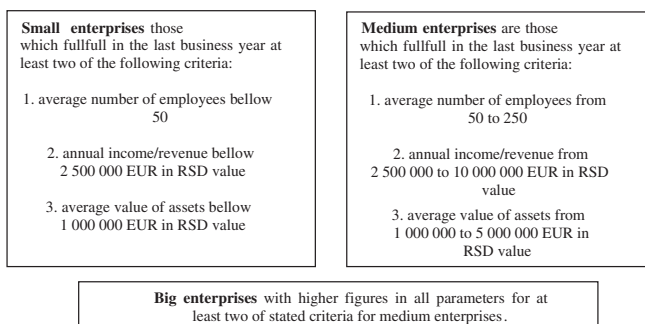 Small enterprises those
which fullfull in the last business year at
least two of the following criteria:
1. average number of employees bellow
50
2. annual income/revenue bellow
2 500 000 EUR in RSD value
3. average value of assets bellow
1 000 000 EUR in RSD value
Medium enterprises are those
which fullfull in the last business year at
least two of the following criteria:
1. average number of employees from
50 to 250
2. annual income/revenue from
2 500 000 to 10 000 000 EUR in RSD
value
3. average value of assets from
1 000 000 to 5 000 000 EUR in
RSD value
Big enterprises with higher figures in all parameters for at
least two of stated criteria for medium enterprises.